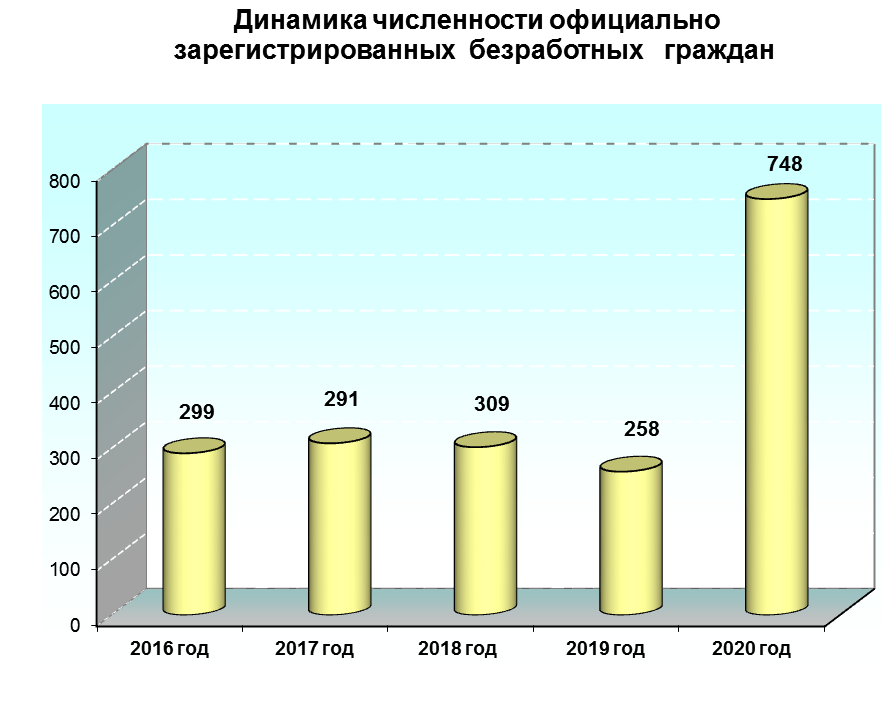 Динамика численности официально
зарегистрированных безработных граждан
748
800
700
600
500
400
300
200
100
0
299
291
309
258
2016 год
2017 год
2018 год
2019 год
2020 год